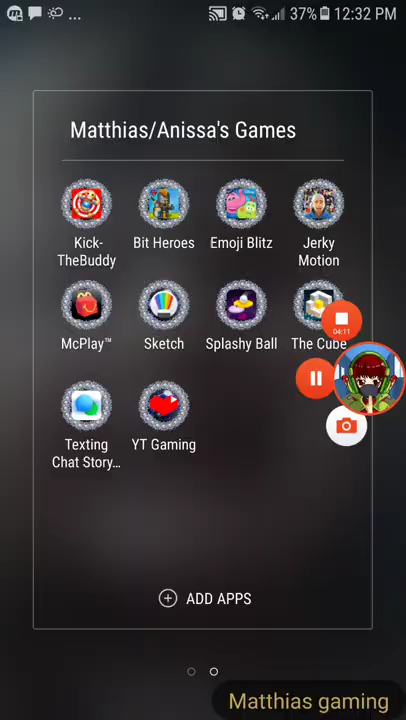 ... 37% 12:32 PM
Matthias/Anissa's Games
Kick-
TheBuddy
Bit Heroes
Emoji Blitz
Jerky
Motion
McPlay™
Sketch
Splashy Ball
The Cube
04:11
Texting
Chat Story...
YT Gaming
ADD APPS
Matthias gaming